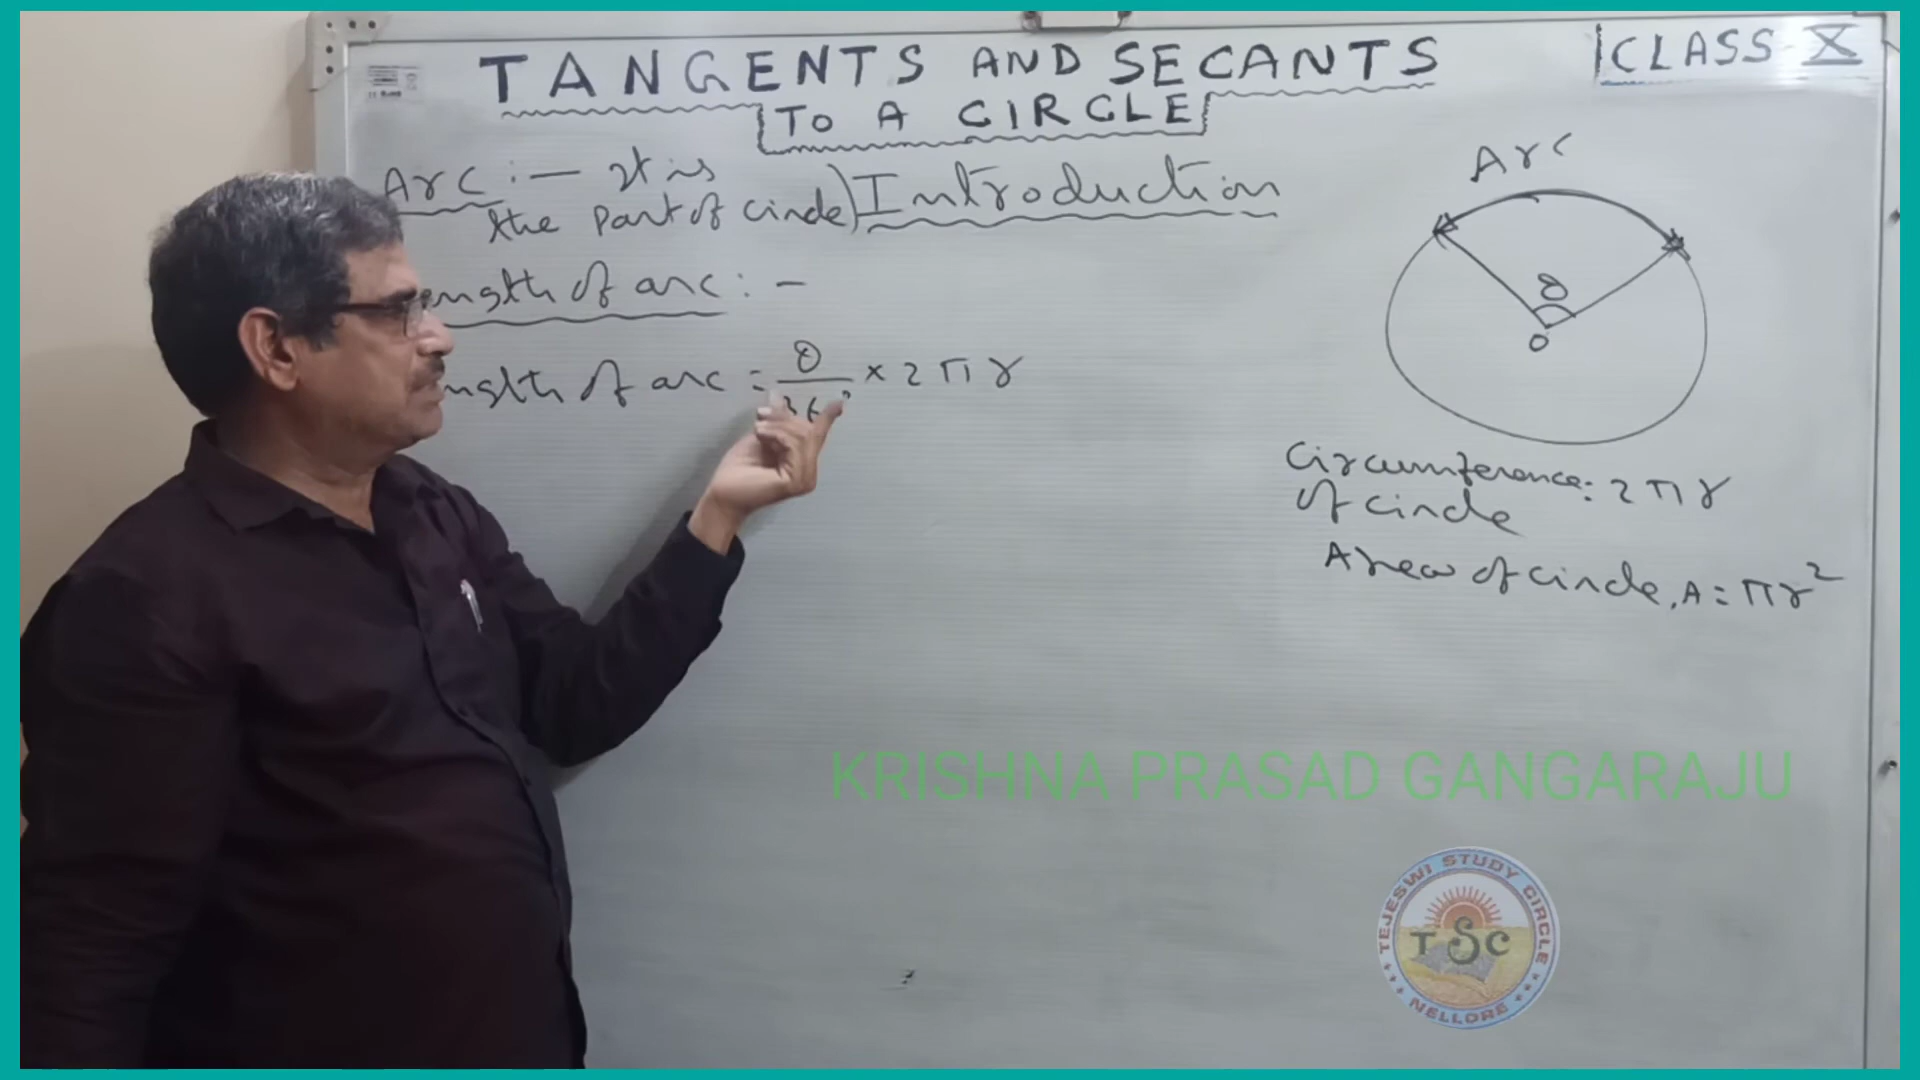 TANGENTS AND SECANTS
TO A CIRCLE
CLASS X
Arc :- It is
the part of circle) Introduction
ength of arc : -
ngth of arc = θ/360° × 2πr
Arc
θ
O
Circumference = 2πr
of circle
Area of circle, A = πr²
KRISHNA PRASAD GANGARAJU
TEJESWI STUDY CIRCLE
TSC
NELLORE